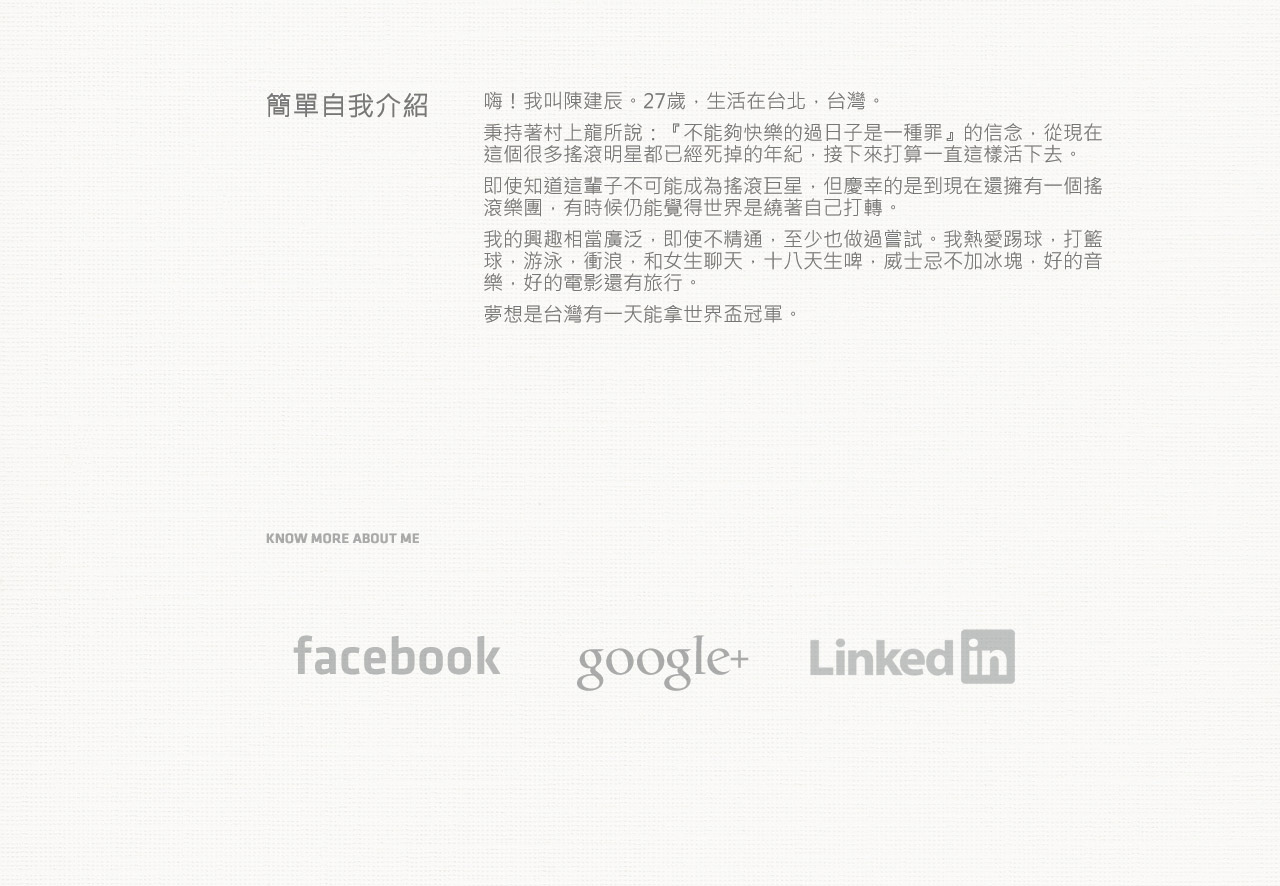 簡單自我介紹
嗨！我叫陳建辰。27歲，生活在台北，台灣。
秉持著村上龍所說：『不能夠快樂的過日子是一種罪』的信念，從現在
這個很多搖滾明星都已經死掉的年紀，接下來打算一直這樣活下去。
即使知道這輩子不可能成為搖滾巨星，但慶幸的是到現在還擁有一個搖
滾樂團，有時候仍能覺得世界是繞著自己打轉。
我的興趣相當廣泛，即使不精通，至少也做過嘗試。我熱愛踢球，打籃
球，游泳，衝浪，和女生聊天，十八天生啤，威士忌不加冰塊，好的音
樂，好的電影還有旅行。
夢想是台灣有一天能拿世界盃冠軍。
KNOW MORE ABOUT ME
facebook
google+
Linked in